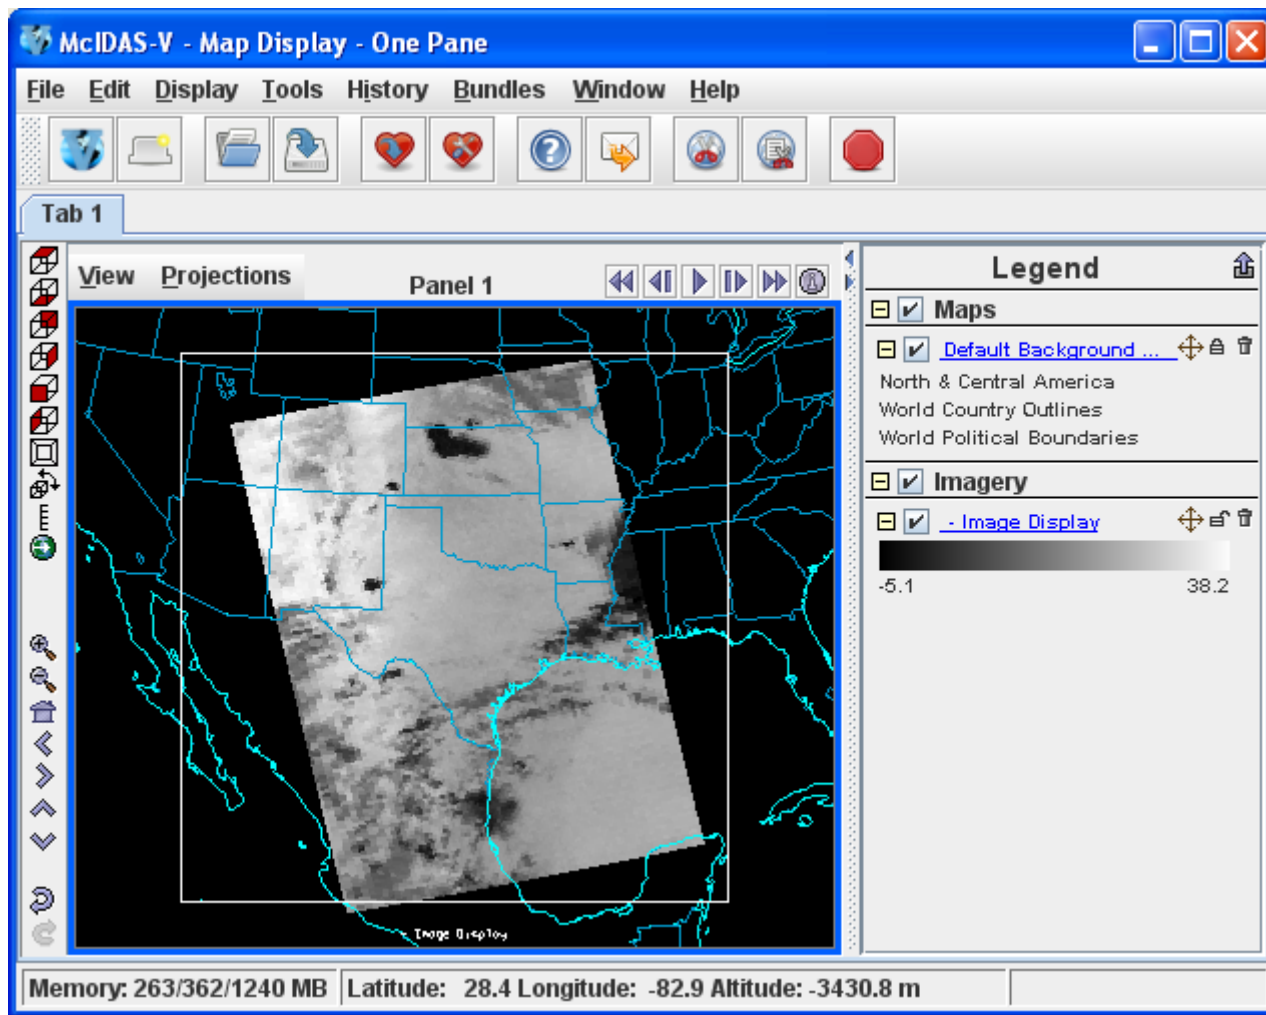 McIDAS-V - Map Display - One Pane
File Edit Display Tools History Bundles Window Help
Tab 1
View Projections
Panel 1
Legend
Maps
Default Background ...
North & Central America
World Country Outlines
World Political Boundaries
Imagery
- Image Display
-5.1 38.2
Image Display
Memory: 263/362/1240 MB Latitude: 28.4 Longitude: -82.9 Altitude: -3430.8 m